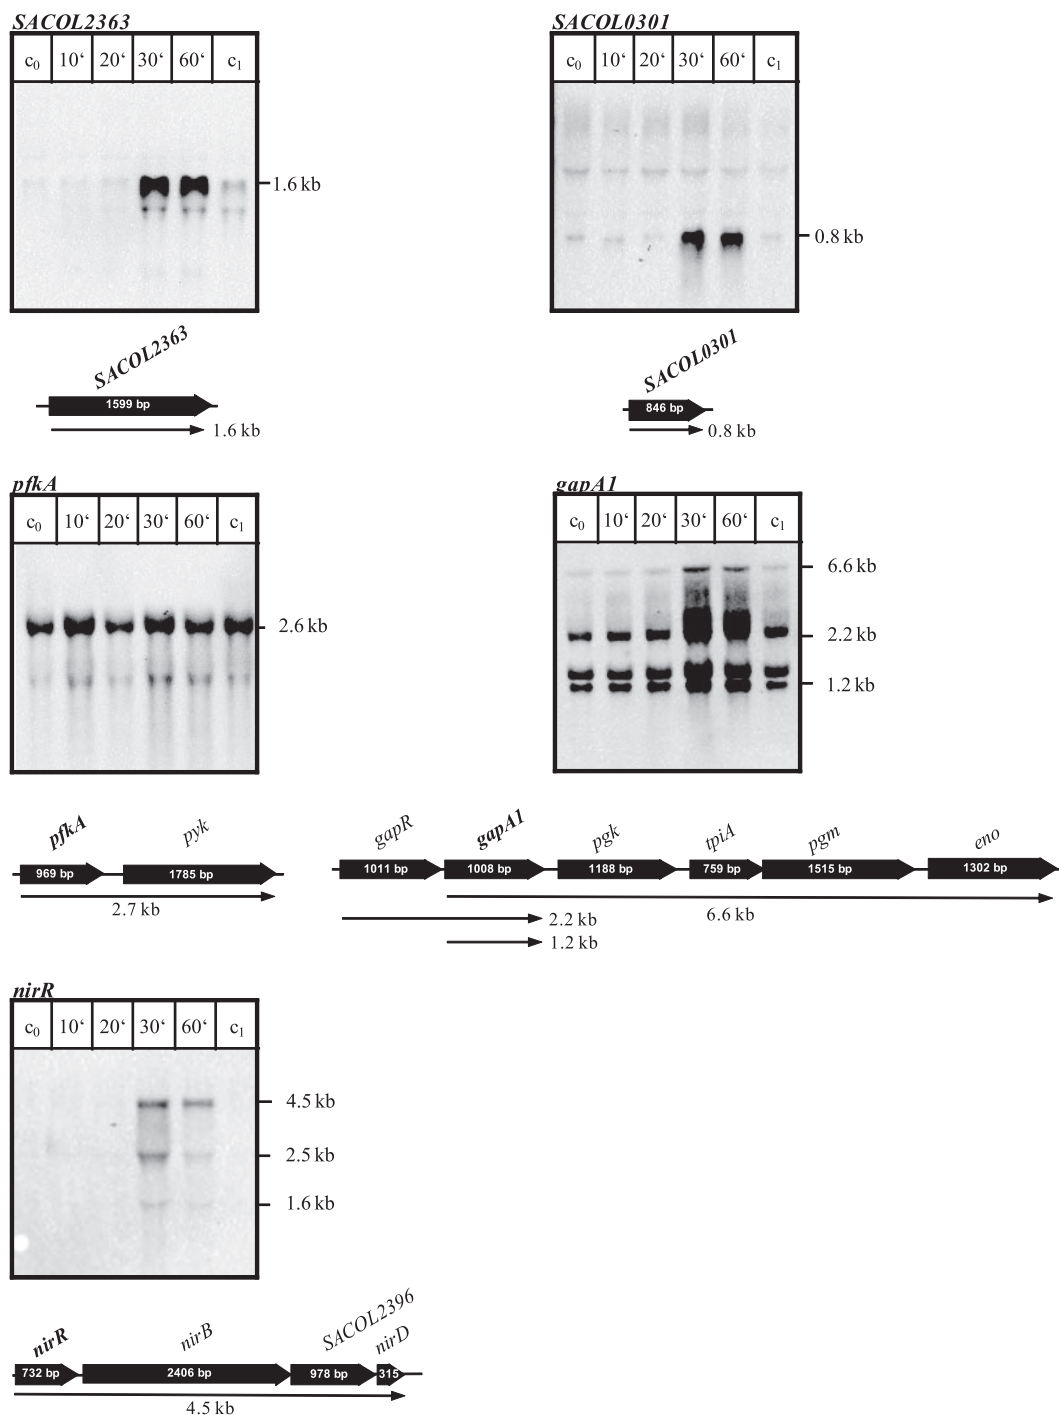 SACOL2363
c₀ 10‘ 20‘ 30‘ 60‘ c₁
1.6 kb
SACOL2363
1599 bp
1.6 kb
SACOL0301
c₀ 10‘ 20‘ 30‘ 60‘ c₁
0.8 kb
SACOL0301
846 bp
0.8 kb
pfkA
c₀ 10‘ 20‘ 30‘ 60‘ c₁
2.6 kb
gapA1
c₀ 10‘ 20‘ 30‘ 60‘ c₁
6.6 kb
2.2 kb
1.2 kb
pfkA pyk
969 bp 1785 bp
2.7 kb
gapR gapA1 pgk tpiA pgm eno
1011 bp 1008 bp 1188 bp 759 bp 1515 bp 1302 bp
6.6 kb
2.2 kb
1.2 kb
nirR
c₀ 10‘ 20‘ 30‘ 60‘ c₁
4.5 kb
2.5 kb
1.6 kb
nirR nirB SACOL2396 nirD
732 bp 2406 bp 978 bp 315
4.5 kb